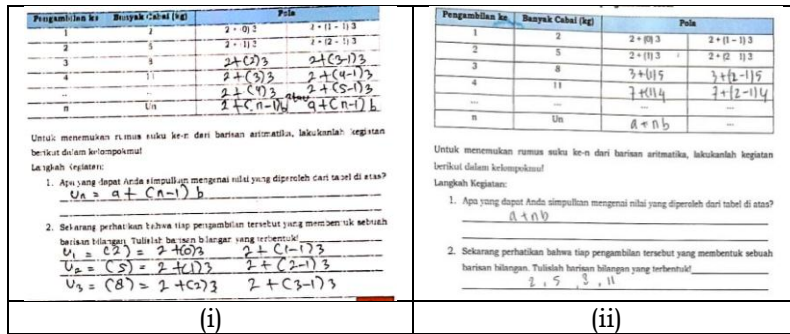 Pengambilan ke Banyak Cabai (kg) Pola
1 2 2 + (0) 3 2 + (1 - 1) 3
2 5 2 + (1) 3 2 + (2 - 1) 3
3 8 2+(2)3 2+(3-1)3
4 11 2+(3)3 2+(4-1)3
... ... 2+(4)3 2+(5-1)3
n Un 2+(n-1)b atau a+(n-1)b
Untuk menemukan rumus suku ke-n dari barisan aritmatika, lakukanlah kegiatan
berikut dalam kelompokmu!
Langkah Kegiatan:
1. Apa yang dapat Anda simpulkan mengenai nilai yang diperoleh dari tabel di atas?
Un = a+ (n-1) b
2. Sekarang perhatikan bahwa tiap pengambilan tersebut yang membentuk sebuah
barisan bilangan. Tulislah barisan bilangan yang terbentuk!
U1 = (2) = 2+(0)3 2+(1-1)3
U2 = (5) = 2+(1)3 2+(2-1)3
U3 = (8) = 2+(2)3 2+(3-1)3
(i)
Pengambilan ke Banyak Cabai (kg) Pola
1 2 2 + (0) 3 2 + (1 - 1) 3
2 5 2 + (1) 3 2 + (2 1) 3
3 8 3+(1)5 3+(2-1)5
4 11 7+(1)4 7+(2-1)4
... ... ... ...
n Un a+nb ...
Untuk menemukan rumus suku ke-n dari barisan aritmatika, lakukanlah kegiatan
berikut dalam kelompokmu!
Langkah Kegiatan:
1. Apa yang dapat Anda simpulkan mengenai nilai yang diperoleh dari tabel di atas?
a+nb
2. Sekarang perhatikan bahwa tiap pengambilan tersebut yang membentuk sebuah
barisan bilangan. Tulislah barisan bilangan yang terbentuk!
2, 5, 8, 11
(ii)